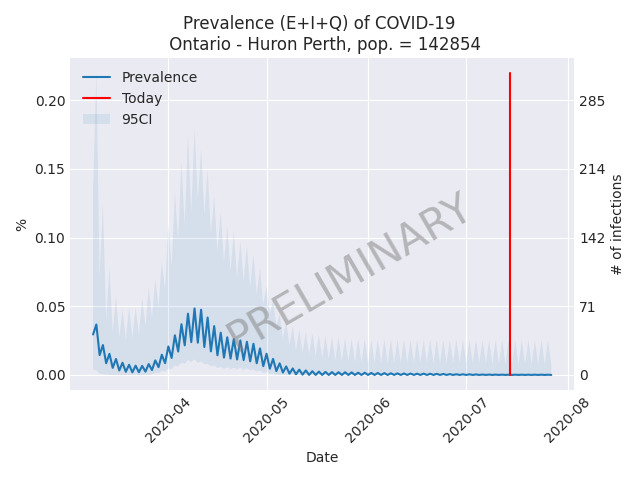 Prevalence (E+I+Q) of COVID-19
Ontario - Huron Perth, pop. = 142854
Prevalence
Today
95CI
0.20
0.15
0.10
0.05
0.00
%
285
214
142
71
0
# of infections
PRELIMINARY
2020-04
2020-05
2020-06
2020-07
2020-08
Date